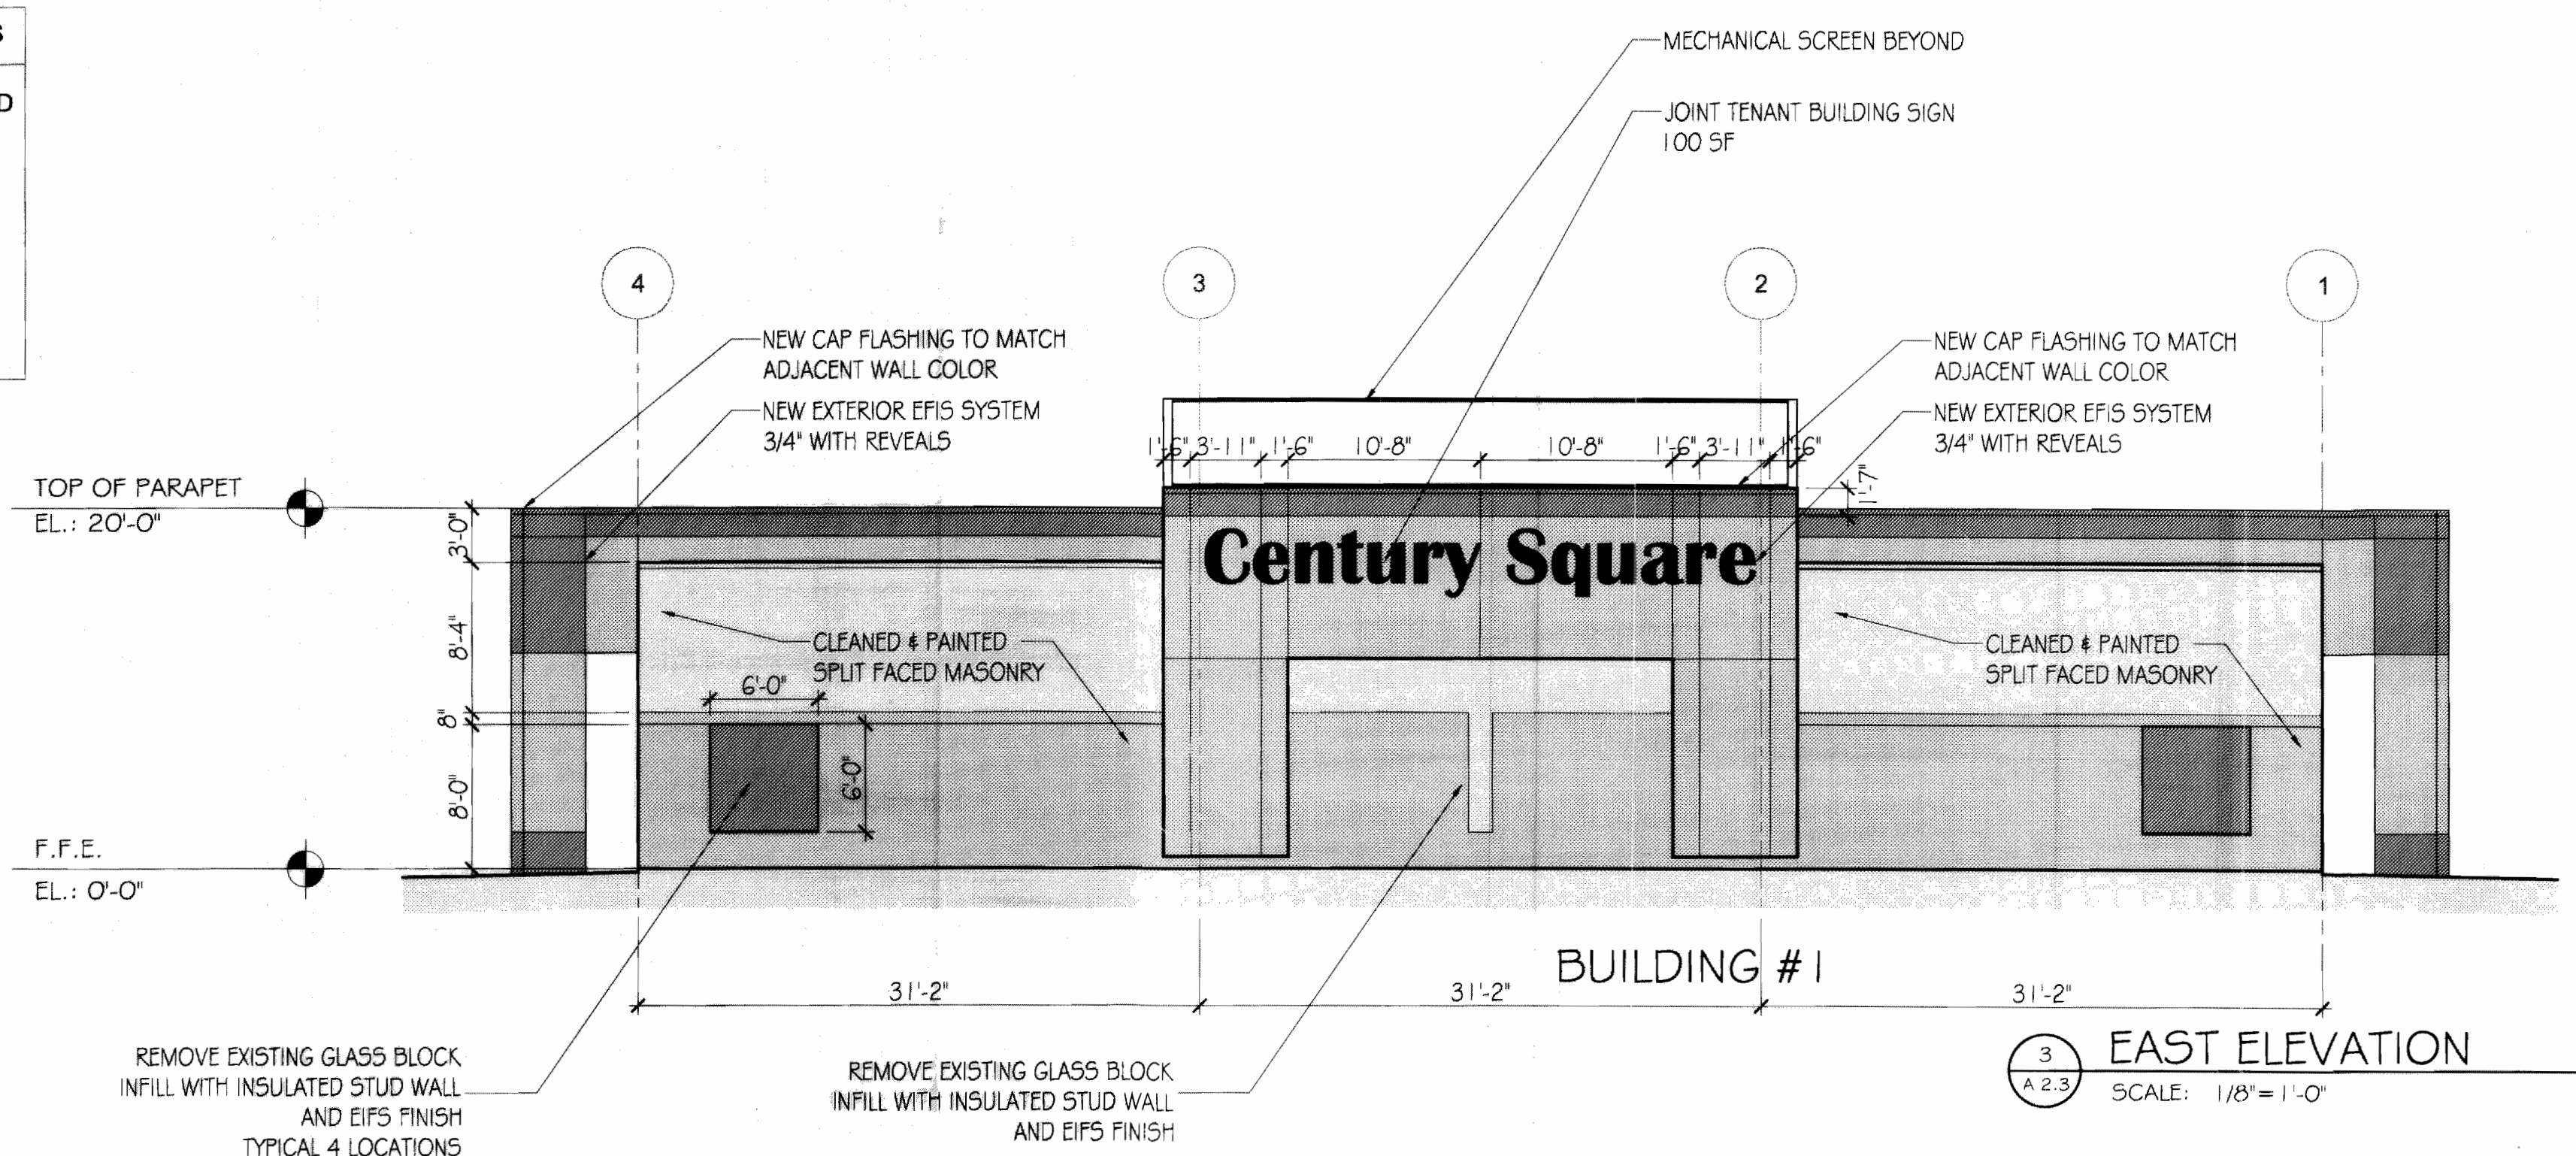 S
D
MECHANICAL SCREEN BEYOND
JOINT TENANT BUILDING SIGN
100 SF
4
3
2
1
NEW CAP FLASHING TO MATCH
ADJACENT WALL COLOR
NEW EXTERIOR EFIS SYSTEM
3/4" WITH REVEALS
NEW CAP FLASHING TO MATCH
ADJACENT WALL COLOR
NEW EXTERIOR EFIS SYSTEM
3/4" WITH REVEALS
1'-6" 3'-11" 1'-6" 10'-8" 10'-8" 1'-6" 3'-11" 1'-6"
1'-7"
TOP OF PARAPET
EL.: 20'-0"
3'-0"
Century Square
8'-4"
CLEANED & PAINTED
SPLIT FACED MASONRY
CLEANED & PAINTED
SPLIT FACED MASONRY
6'-0"
8"
6'-0"
8'-0"
F.F.E.
EL.: 0'-0"
BUILDING #1
31'-2" 31'-2" 31'-2"
3
A 2.3
EAST ELEVATION
SCALE: 1/8"=1'-0"
REMOVE EXISTING GLASS BLOCK
INFILL WITH INSULATED STUD WALL
AND EIFS FINISH
TYPICAL 4 LOCATIONS
REMOVE EXISTING GLASS BLOCK
INFILL WITH INSULATED STUD WALL
AND EIFS FINISH